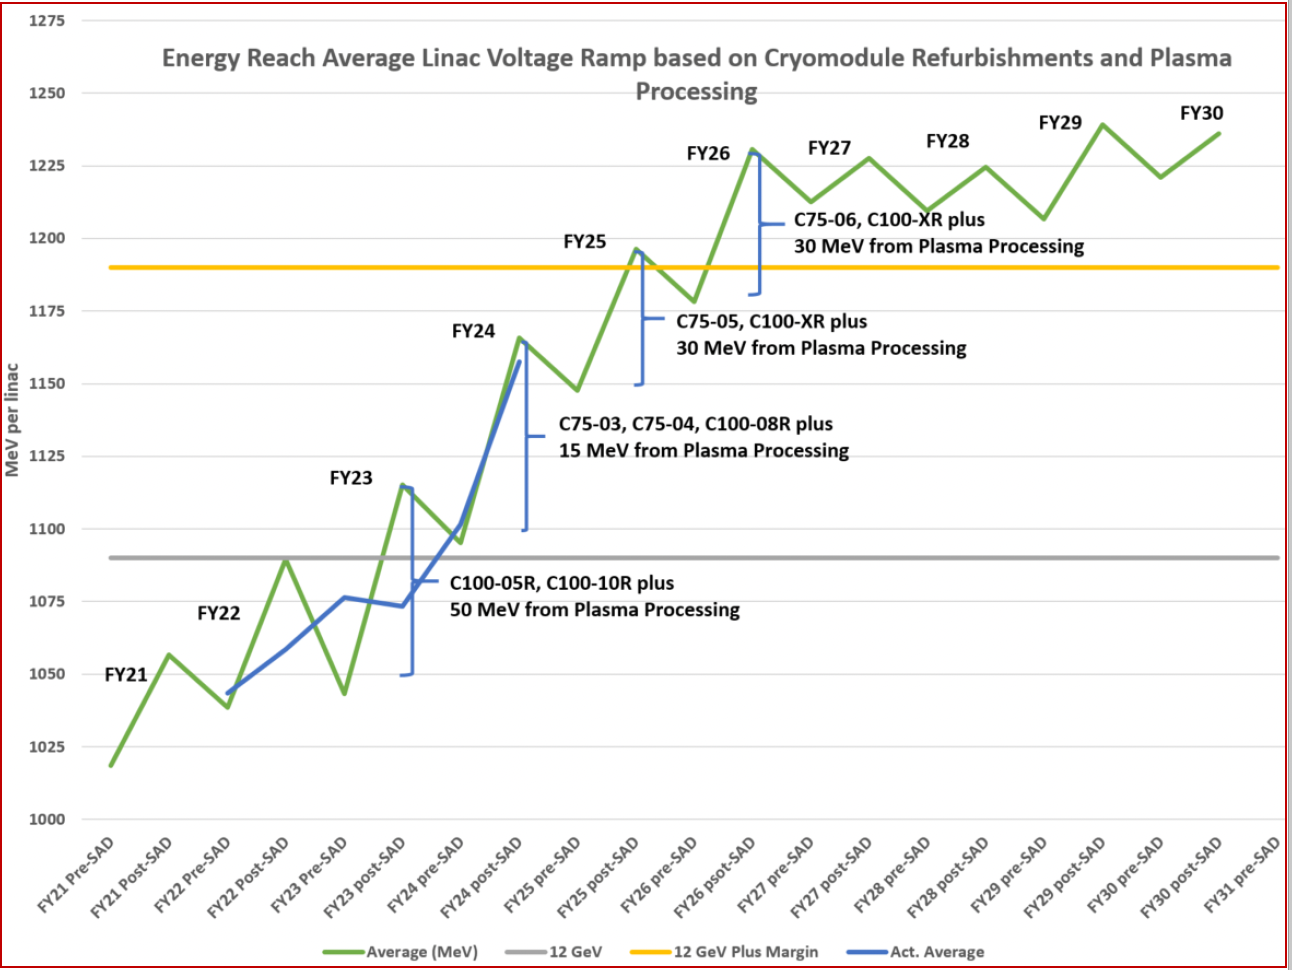 Energy Reach Average Linac Voltage Ramp based on Cryomodule Refurbishments and Plasma
Processing
MeV per linac
1275
1250
1225
1200
1175
1150
1125
1100
1075
1050
1025
1000
FY21
FY22
FY23
FY24
FY25
FY26
FY27
FY28
FY29
FY30
C75-06, C100-XR plus
30 MeV from Plasma Processing
C75-05, C100-XR plus
30 MeV from Plasma Processing
C75-03, C75-04, C100-08R plus
15 MeV from Plasma Processing
C100-05R, C100-10R plus
50 MeV from Plasma Processing
FY21 Pre-SAD
FY21 Post-SAD
FY22 Pre-SAD
FY22 Post-SAD
FY23 Pre-SAD
FY23 post-SAD
FY24 pre-SAD
FY24 post-SAD
FY25 pre-SAD
FY25 post-SAD
FY26 pre-SAD
FY26 psot-SAD
FY27 pre-SAD
FY27 post-SAD
FY28 pre-SAD
FY28 post-SAD
FY29 pre-SAD
FY29 post-SAD
FY30 pre-SAD
FY30 post-SAD
FY31 pre-SAD
Average (MeV)
12 GeV
12 GeV Plus Margin
Act. Average